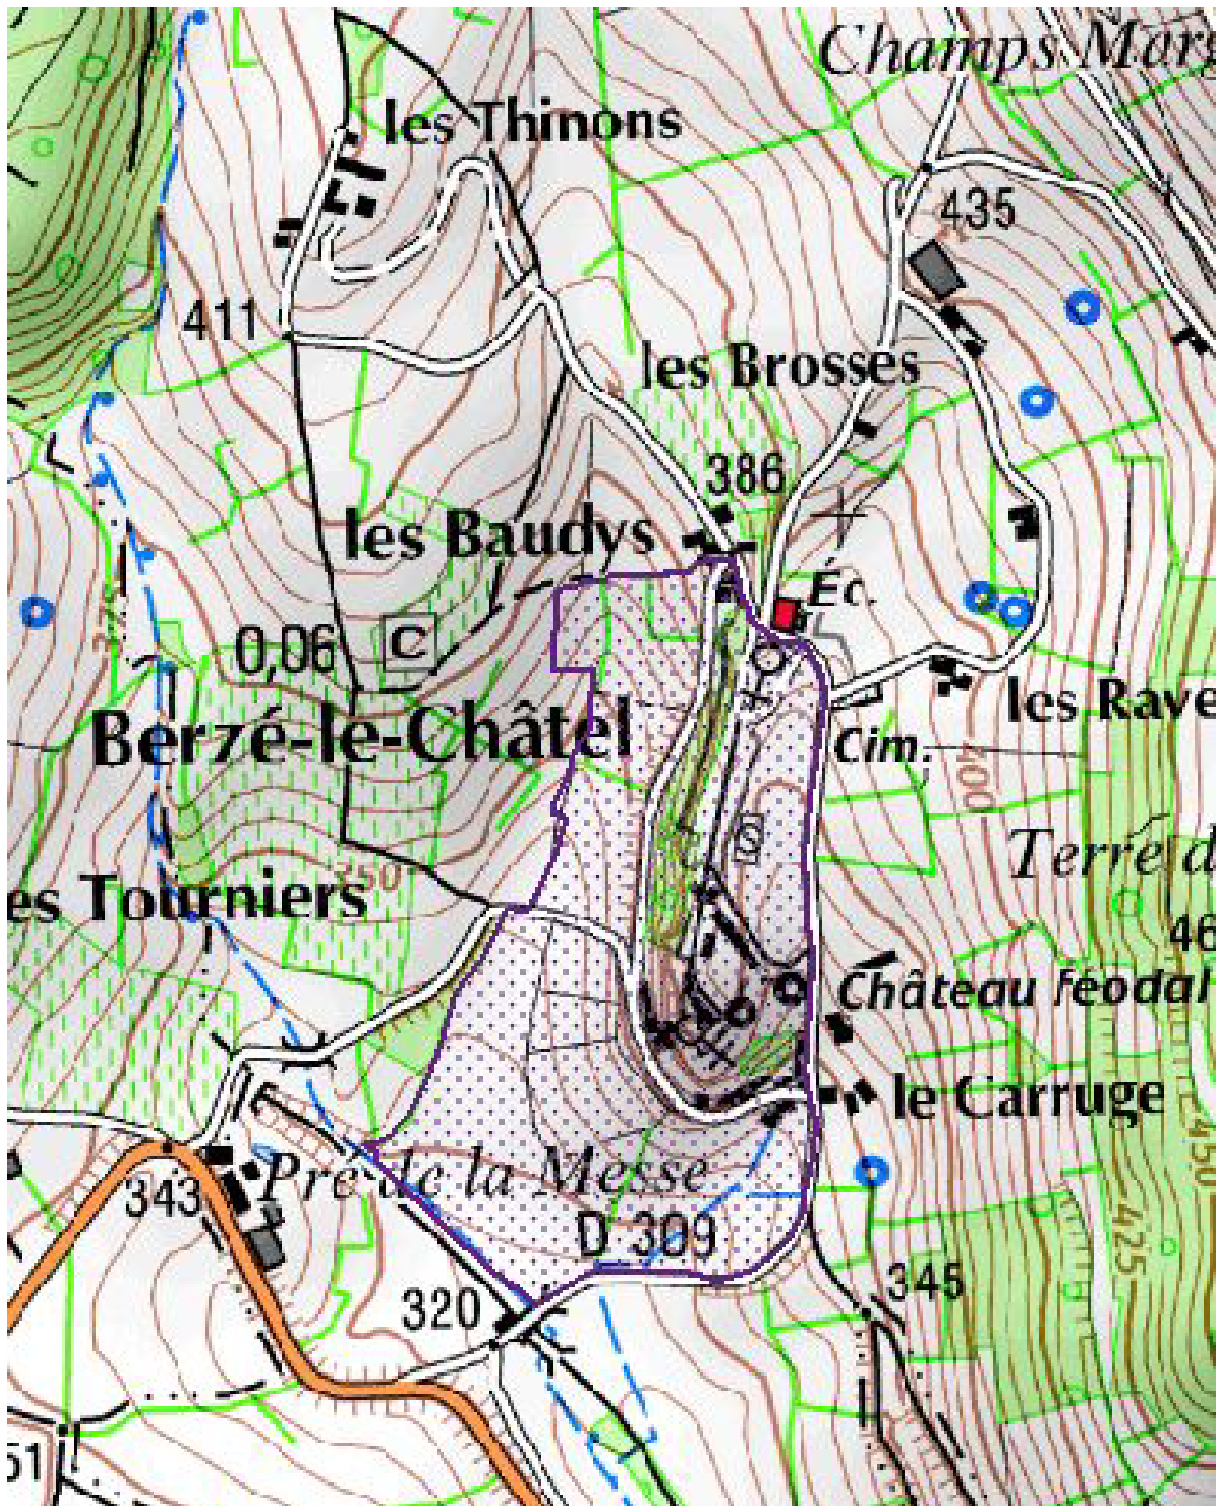 Champs Marg
les Thinons
435
411
les Brosses
386
les Baudys
Éc.
0,06
C
les Rave
Berzé-le-Châtel
Cim.
400
S
Terre d
350
es Tourniers
46
Château féodal
le Carruge
Pré de la Messe
343
450
D 309
425
345
320
51